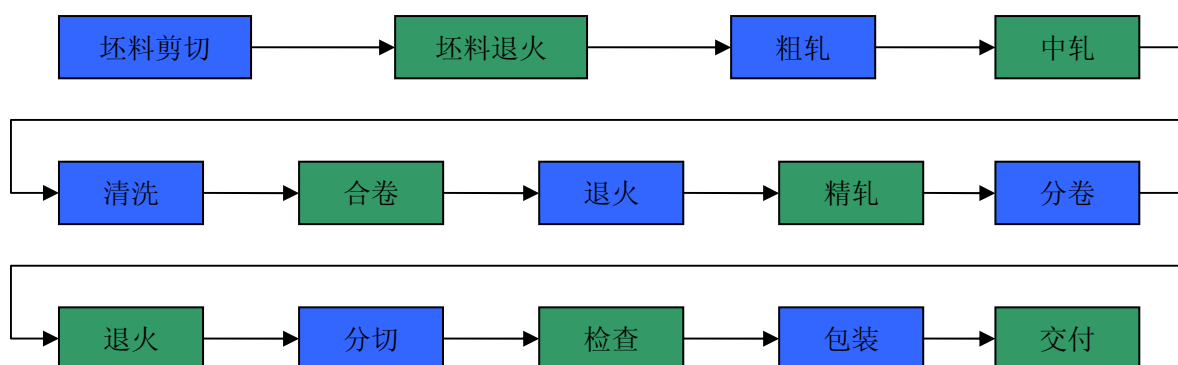 坯料剪切 坯料退火 粗轧 中轧
清洗 合卷 退火 精轧 分卷
退火 分切 检查 包装 交付